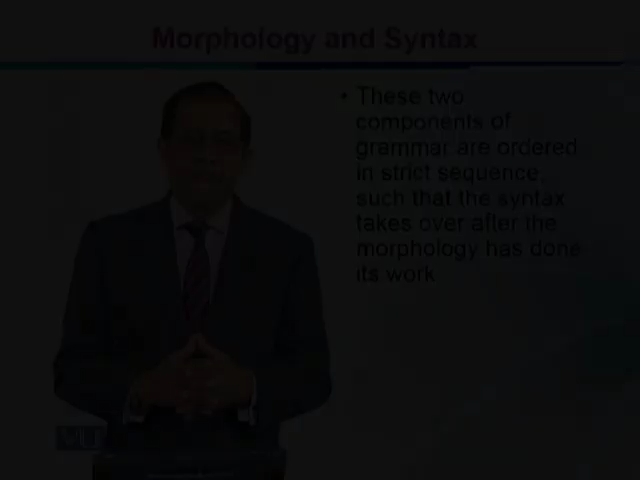 Morphology and Syntax
• These two
components of
grammar are ordered
in strict sequence,
such that the syntax
takes over after the
morphology has done
its work
VU